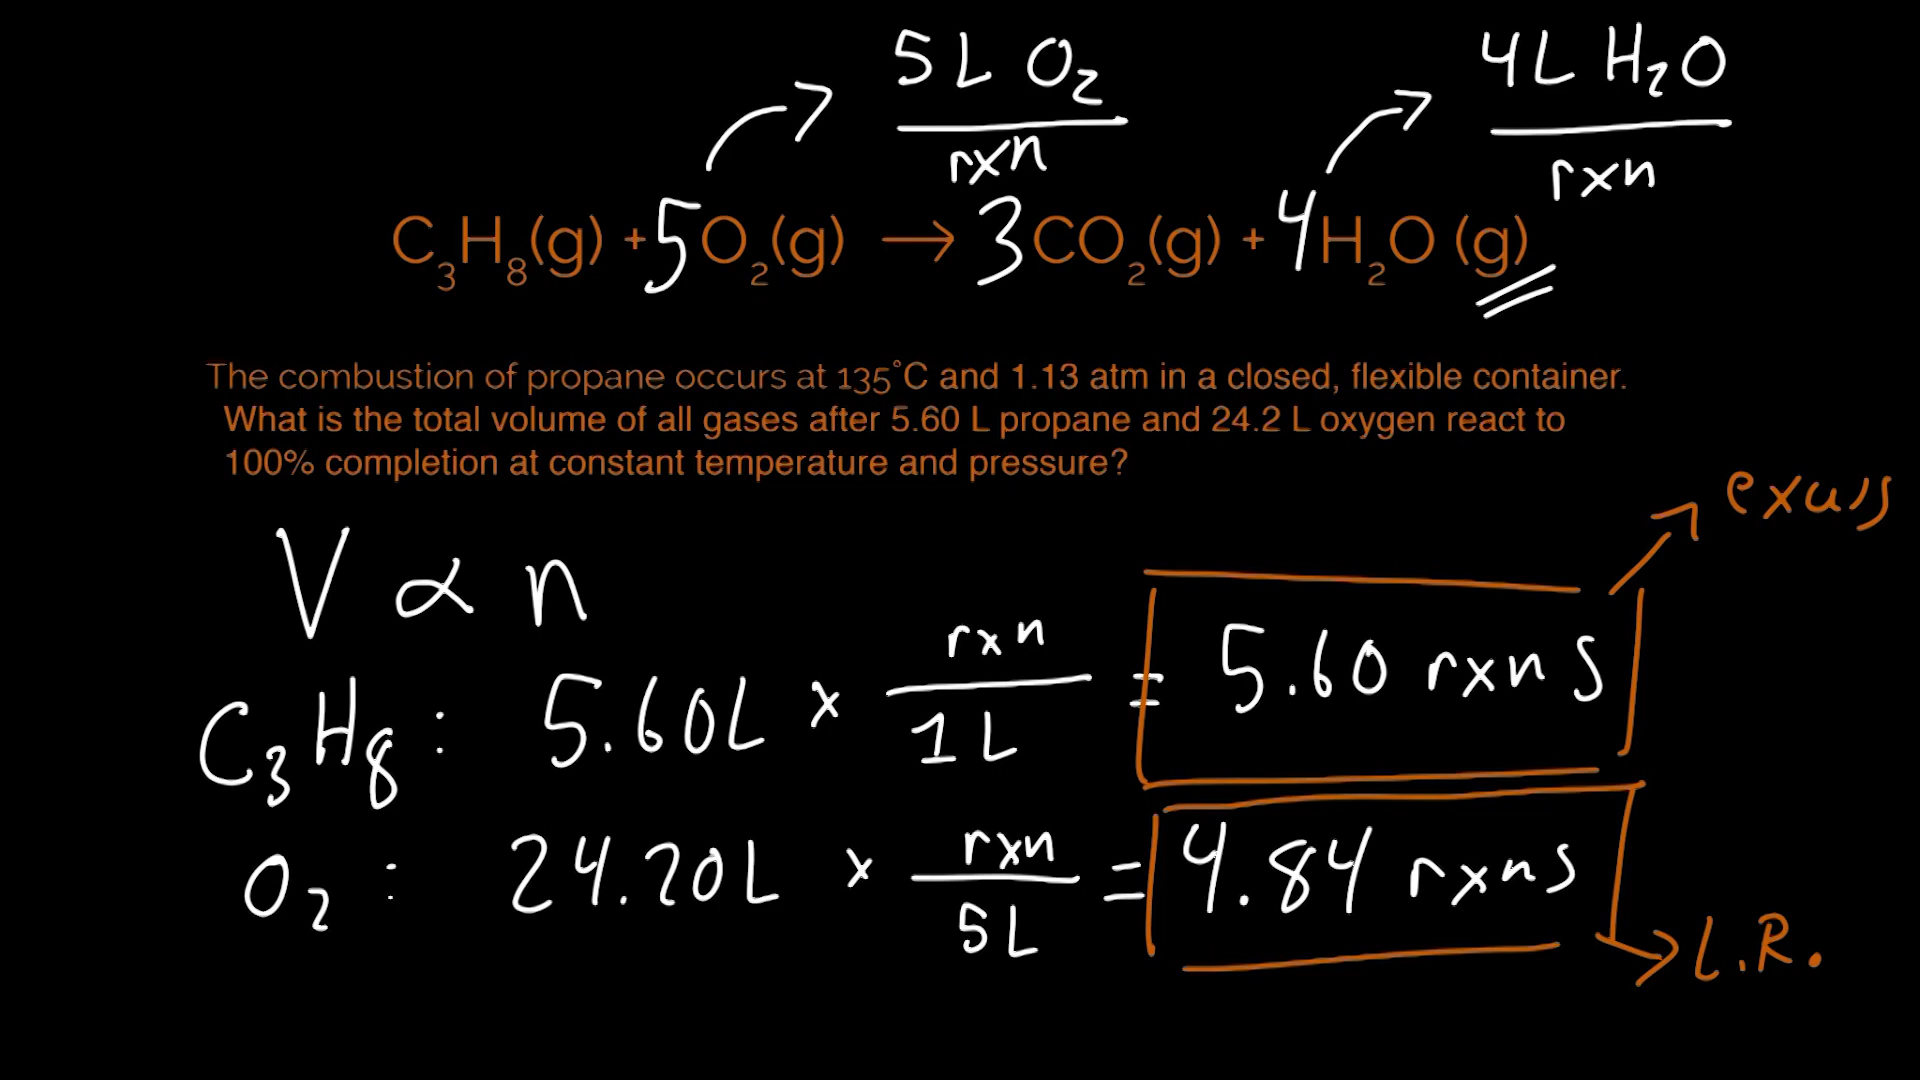 5 L O₂ 4L H₂O
rxn rxn
C₃H₈(g) + 5O₂(g) → 3CO₂(g) + 4H₂O (g)
The combustion of propane occurs at 135°C and 1.13 atm in a closed, flexible container.
What is the total volume of all gases after 5.60 L propane and 24.2 L oxygen react to
100% completion at constant temperature and pressure?
excess
V ∝ n
C₃H₈ : 5.60L × rxn / 1 L = 5.60 rxns
O₂ : 24.20L × rxn / 5L = 4.84 rxns
L.R.